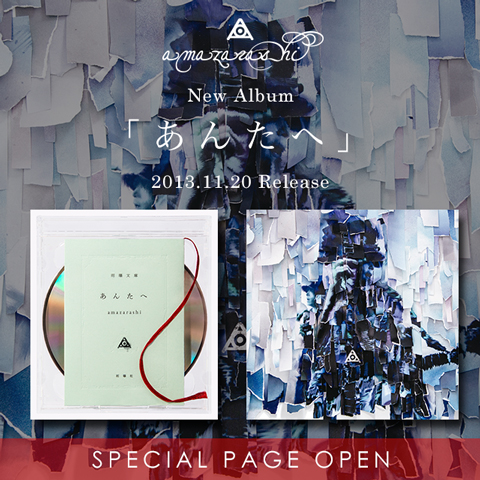 amazarashi
New Album
「あんたへ」
2013.11.20 Release
あんたへ
amazarashi
SPECIAL PAGE OPEN